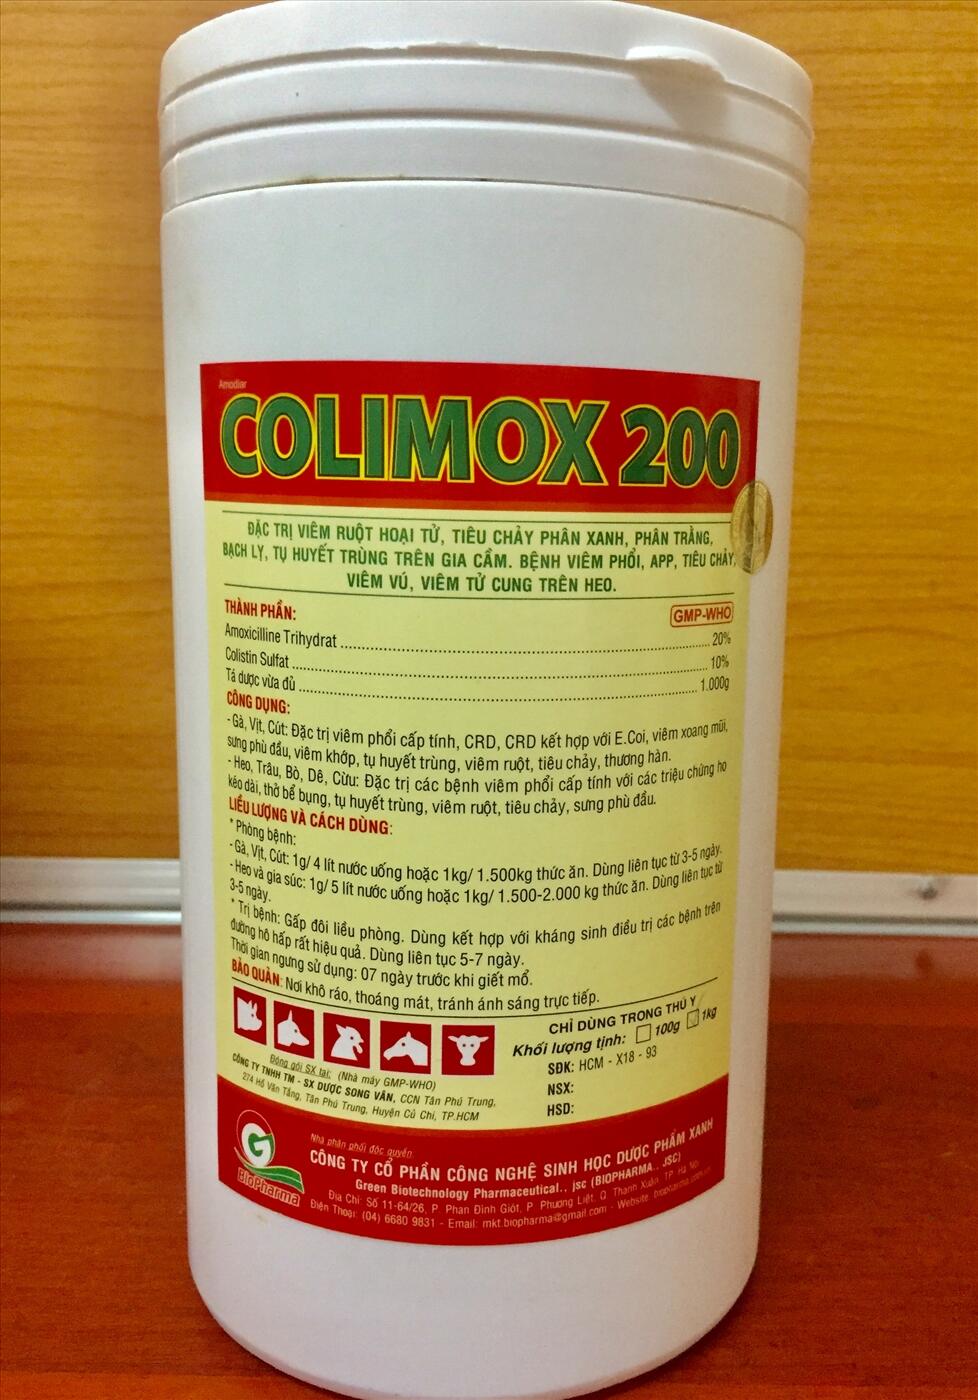 Amodiar
COLIMOX 200
ĐẶC TRỊ VIÊM RUỘT HOẠI TỬ, TIÊU CHẢY PHÂN XANH, PHÂN TRẮNG,
BẠCH LỴ, TỤ HUYẾT TRÙNG TRÊN GIA CẦM. BỆNH VIÊM PHỔI, APP, TIÊU CHẢY,
VIÊM VÚ, VIÊM TỬ CUNG TRÊN HEO.
THÀNH PHẦN:
GMP-WHO
Amoxicilline Trihydrat ........ 20%
Colistin Sulfat ........ 10%
Tá dược vừa đủ ........ 1.000g
CÔNG DỤNG:
- Gà, Vịt, Cút: Đặc trị viêm phổi cấp tính, CRD, CRD kết hợp với E.Coi, viêm xoang mũi,
sưng phù đầu, viêm khớp, tụ huyết trùng, viêm ruột, tiêu chảy, thương hàn.
- Heo, Trâu, Bò, Dê, Cừu: Đặc trị các bệnh viêm phổi cấp tính với các triệu chứng ho
kéo dài, thở bể bụng, tụ huyết trùng, viêm ruột, tiêu chảy, sưng phù đầu.
LIỀU LƯỢNG VÀ CÁCH DÙNG:
* Phòng bệnh:
- Gà, Vịt, Cút: 1g/ 4 lít nước uống hoặc 1kg/ 1.500kg thức ăn. Dùng liên tục từ 3-5 ngày.
- Heo và gia súc: 1g/ 5 lít nước uống hoặc 1kg/ 1.500-2.000 kg thức ăn. Dùng liên tục từ
3-5 ngày.
* Trị bệnh: Gấp đôi liều phòng. Dùng kết hợp với kháng sinh điều trị các bệnh trên
đường hô hấp rất hiệu quả. Dùng liên tục 5-7 ngày.
Thời gian ngưng sử dụng: 07 ngày trước khi giết mổ.
BẢO QUẢN: Nơi khô ráo, thoáng mát, tránh ánh sáng trực tiếp.
CHỈ DÙNG TRONG THÚ Y
Khối lượng tịnh: 100g 1kg
SĐK: HCM - X18 - 93
NSX:
HSD:
Đóng gói SX tại: (Nhà máy GMP-WHO)
CÔNG TY TNHH TM - SX DƯỢC SONG VÂN, CCN Tân Phú Trung,
274 Hồ Văn Tắng, Tân Phú Trung, Huyện Củ Chi, TP.HCM
G
BioPharma
Nhà phân phối độc quyền
CÔNG TY CỔ PHẦN CÔNG NGHỆ SINH HỌC DƯỢC PHẨM XANH
Green Biotechnology Pharmaceutical., jsc (BIOPHARMA., JSC)
Địa Chỉ: Số 11-64/26, P. Phan Đình Giót, P. Phương Liệt, Q. Thanh Xuân, TP. Hà Nội
Điện Thoại: (04) 6680 9831 - Email: mkt.biopharma@gmail.com - Website: